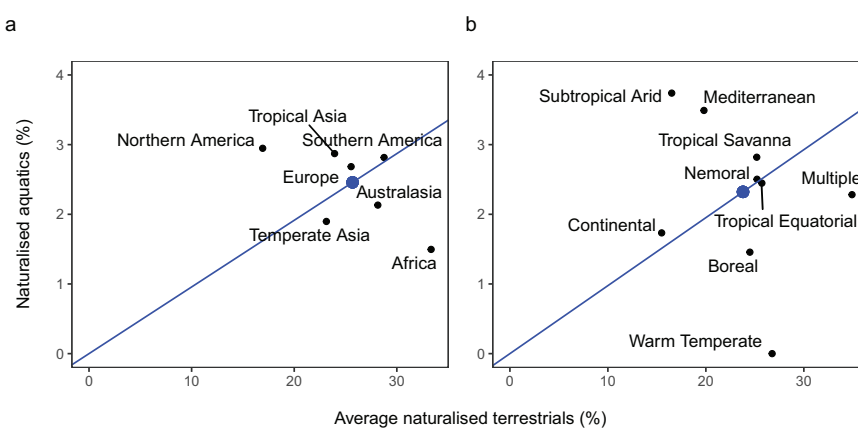 a
b
Naturalised aquatics (%)
4
3
2
1
0
Tropical Asia
Northern America
Southern America
Europe
Australasia
Temperate Asia
Africa
0
10
20
30
4
3
2
1
0
Subtropical Arid
Mediterranean
Tropical Savanna
Nemoral
Multiple
Tropical Equatorial
Continental
Boreal
Warm Temperate
0
10
20
30
Average naturalised terrestrials (%)